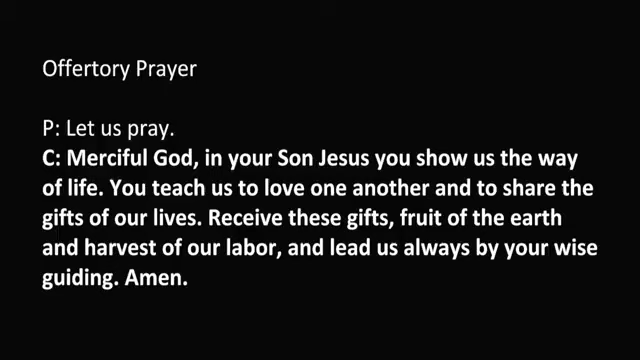 Offertory Prayer
P: Let us pray.
C: Merciful God, in your Son Jesus you show us the way
of life. You teach us to love one another and to share the
gifts of our lives. Receive these gifts, fruit of the earth
and harvest of our labor, and lead us always by your wise
guiding. Amen.